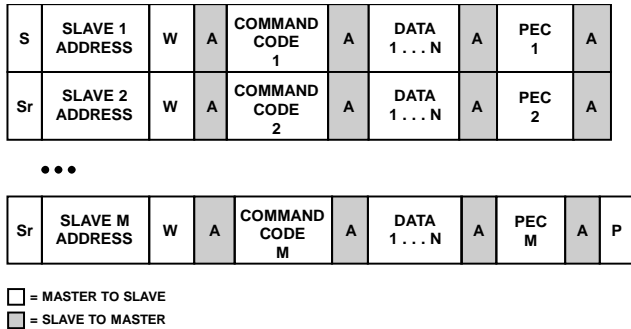 S SLAVE 1 ADDRESS W A COMMAND CODE 1 A DATA 1 . . . N A PEC 1 A
Sr SLAVE 2 ADDRESS W A COMMAND CODE 2 A DATA 1 . . . N A PEC 2 A
•••
Sr SLAVE M ADDRESS W A COMMAND CODE M A DATA 1 . . . N A PEC M A P
= MASTER TO SLAVE
= SLAVE TO MASTER